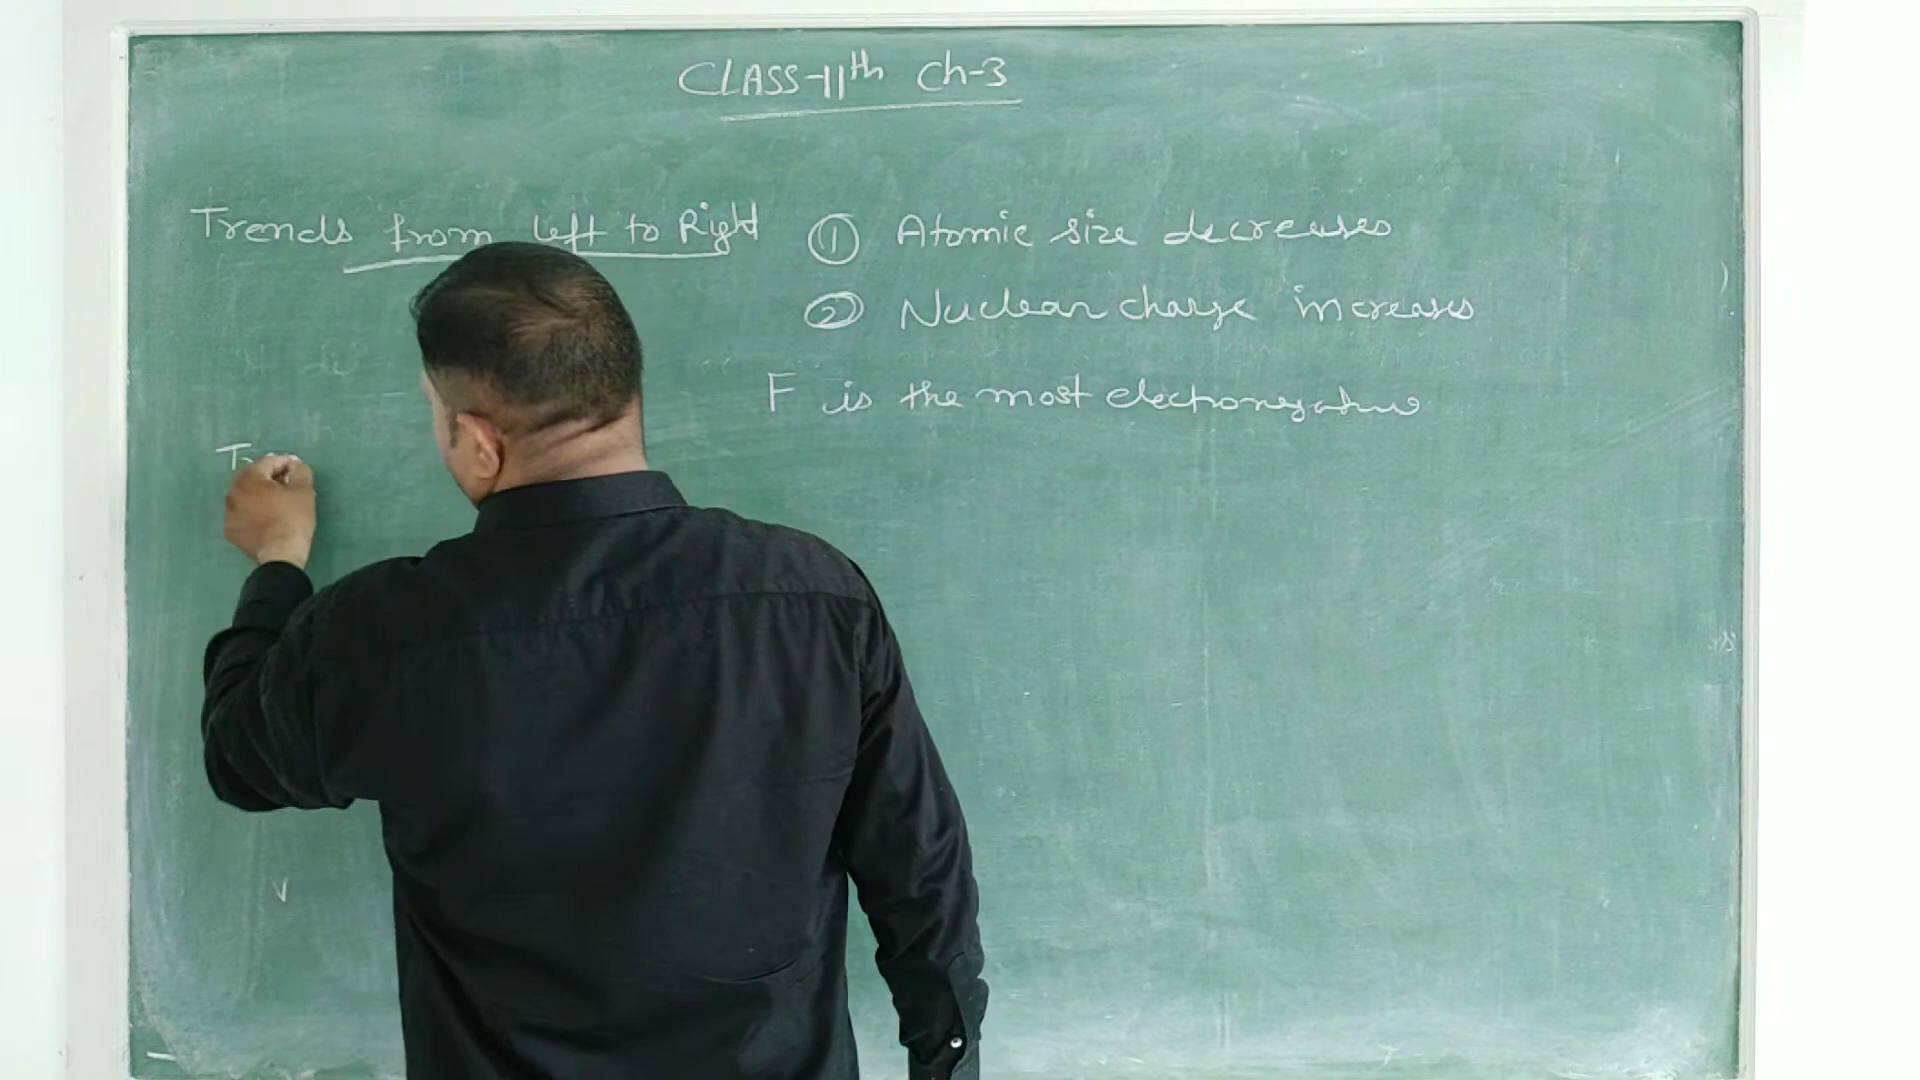 CLASS-11th Ch-3
Trends from left to Right ① Atomic size decreases
② Nuclear charge increases
F is the most electronegative
Tre